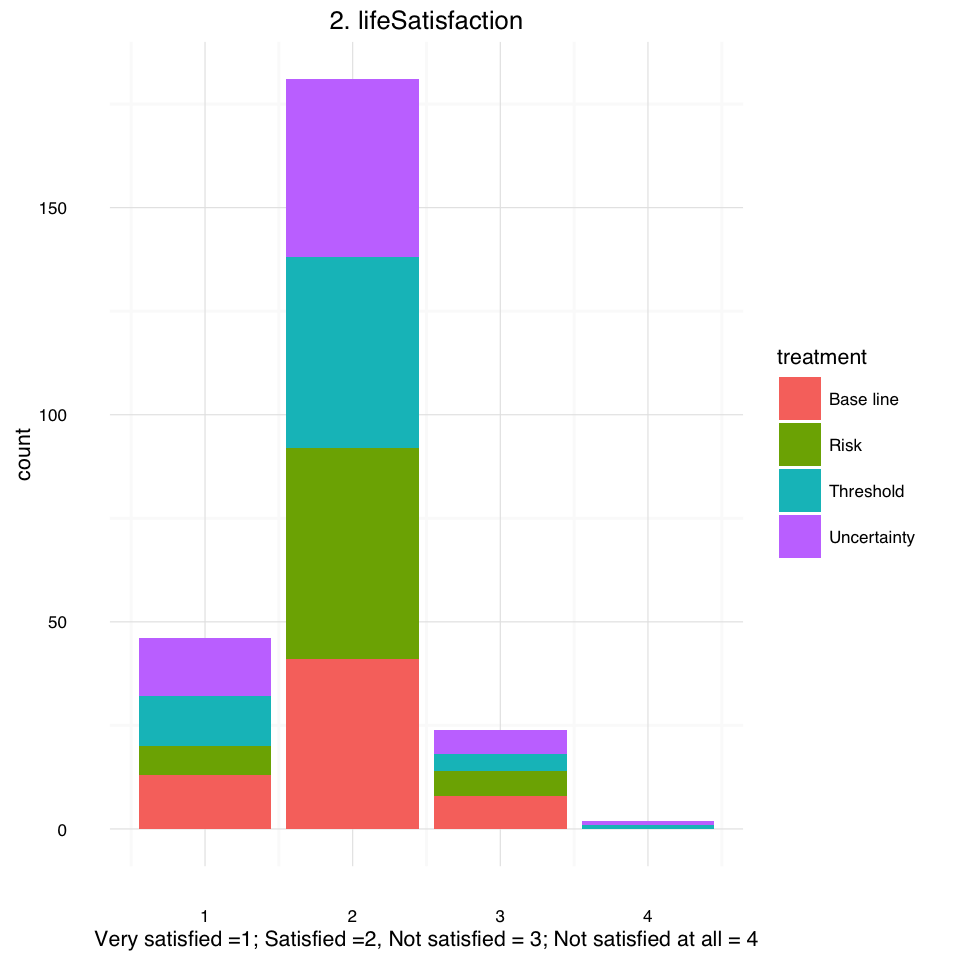 2. lifeSatisfaction
150
100
50
0
count
1 2 3 4
Very satisfied =1; Satisfied =2, Not satisfied = 3; Not satisfied at all = 4
treatment
Base line
Risk
Threshold
Uncertainty